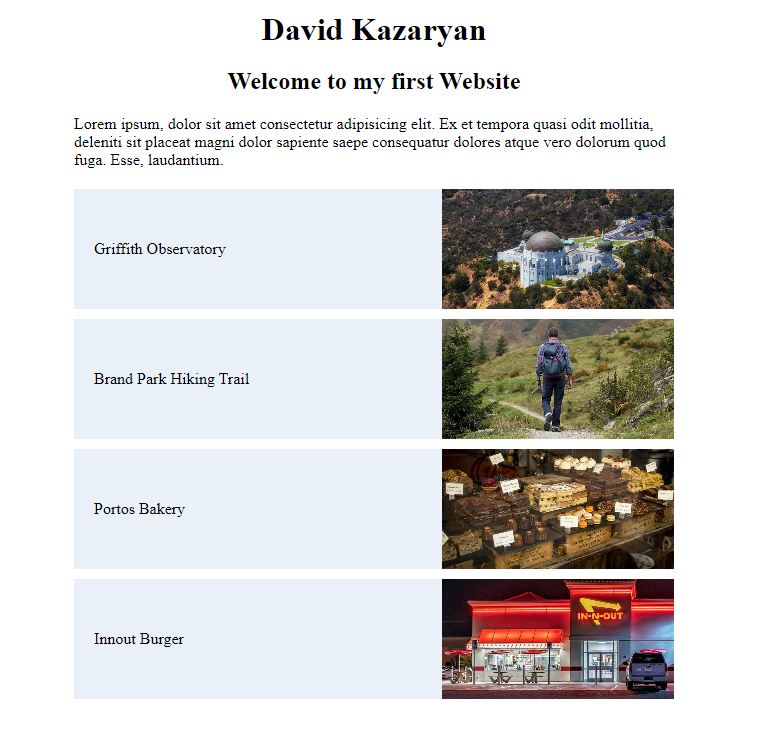 David Kazaryan
Welcome to my first Website
Lorem ipsum, dolor sit amet consectetur adipisicing elit. Ex et tempora quasi odit mollitia,
deleniti sit placeat magni dolor sapiente saepe consequatur dolores atque vero dolorum quod
fuga. Esse, laudantium.
Griffith Observatory
Brand Park Hiking Trail
Portos Bakery
Innout Burger
IN-N-OUT